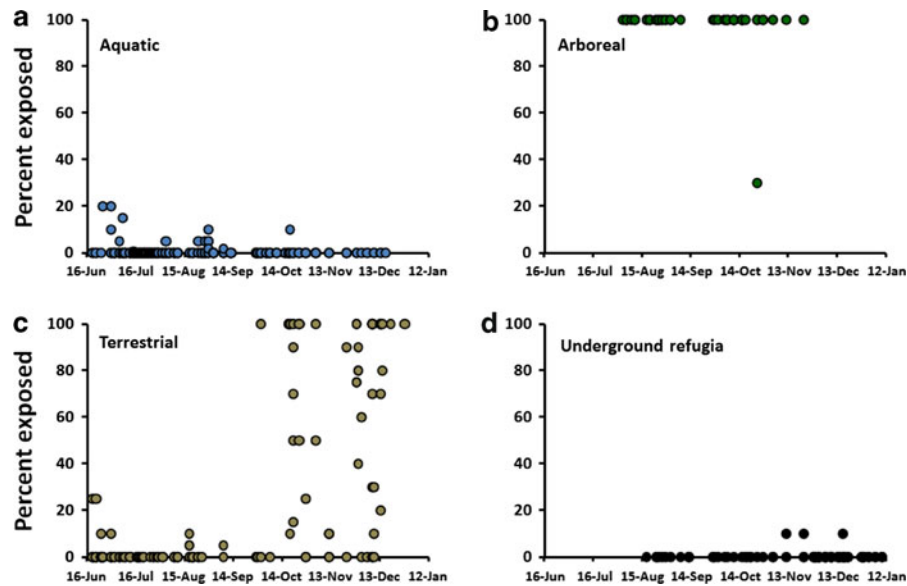 a
Aquatic
Percent exposed
100
80
60
40
20
0
16-Jun 16-Jul 15-Aug 14-Sep 14-Oct 13-Nov 13-Dec 12-Jan
b
Arboreal
100
80
60
40
20
0
16-Jun 16-Jul 15-Aug 14-Sep 14-Oct 13-Nov 13-Dec 12-Jan
c
Terrestrial
Percent exposed
100
80
60
40
20
0
16-Jun 16-Jul 15-Aug 14-Sep 14-Oct 13-Nov 13-Dec 12-Jan
d
Underground refugia
100
80
60
40
20
0
16-Jun 16-Jul 15-Aug 14-Sep 14-Oct 13-Nov 13-Dec 12-Jan